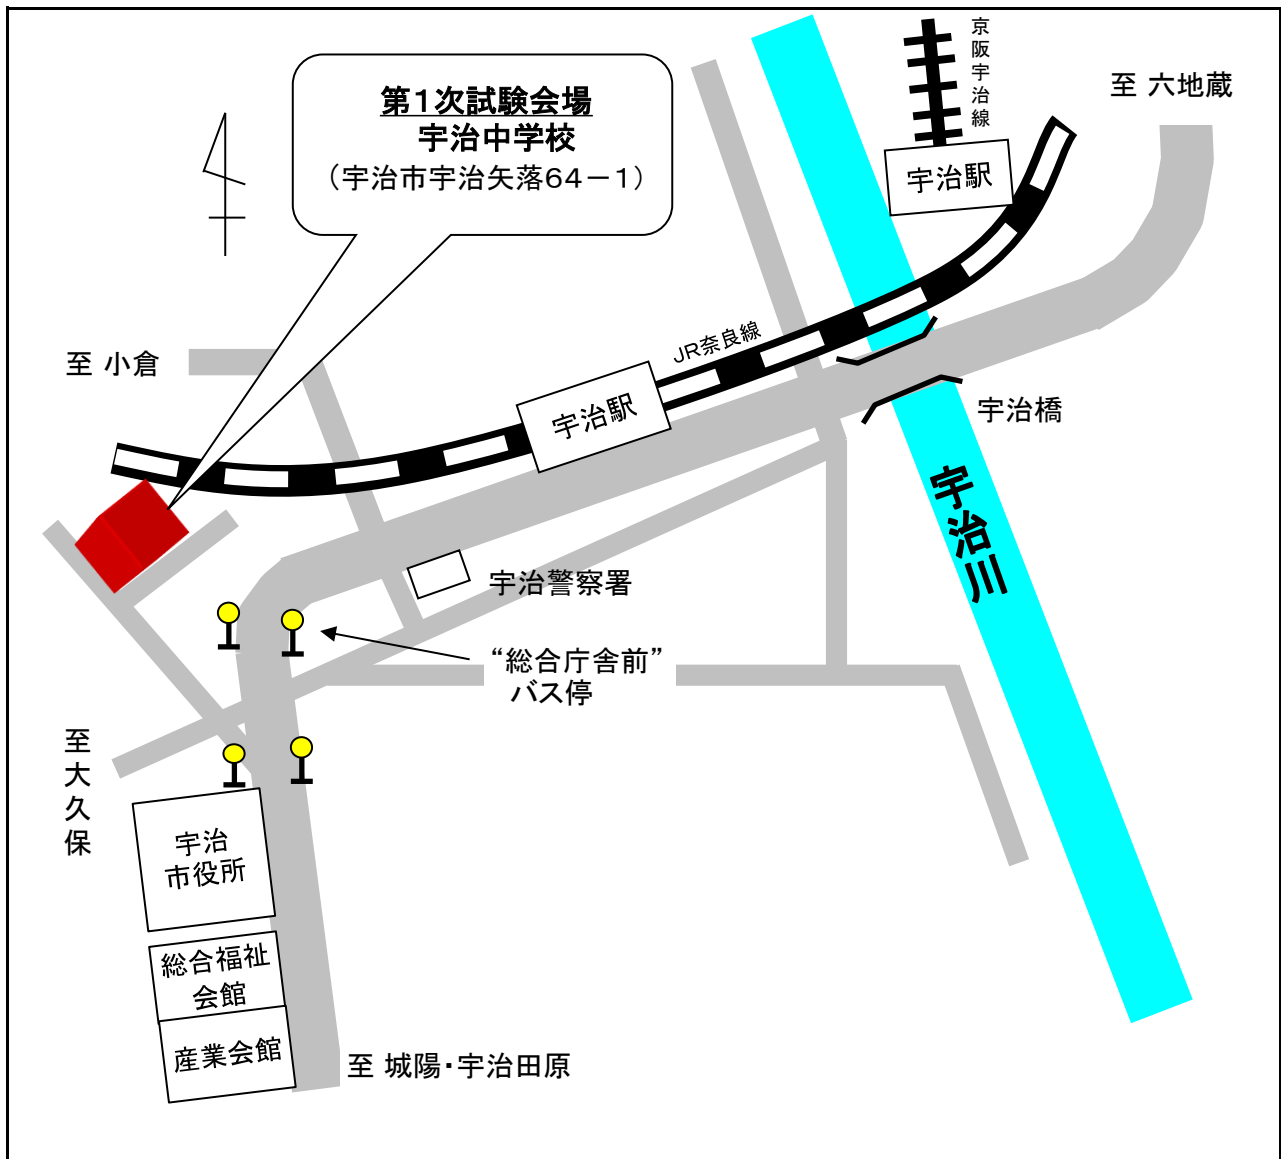 第1次試験会場
宇治中学校
（宇治市宇治矢落64－1）
京阪宇治線
至 六地蔵
宇治駅
JR奈良線
至 小倉
宇治駅
宇治橋
宇治川
宇治警察署
“総合庁舎前”
バス停
至大久保
宇治
市役所
総合福祉
会館
産業会館
至 城陽・宇治田原